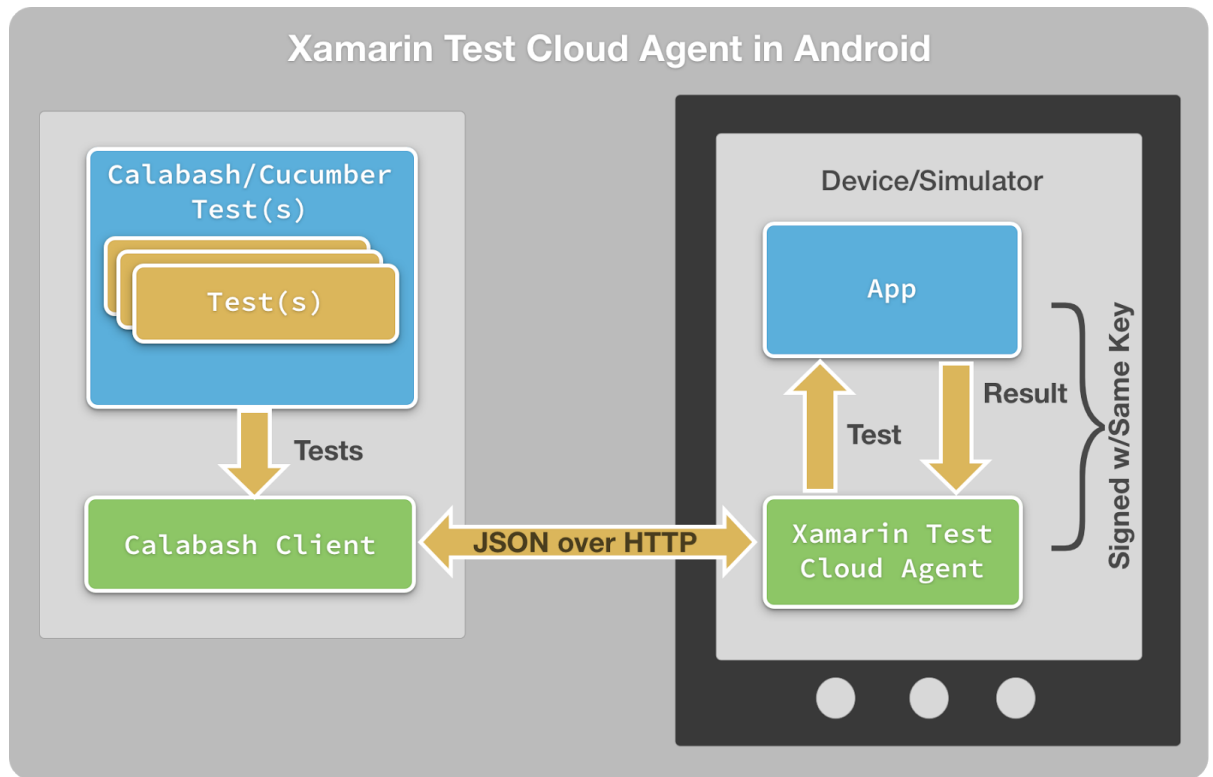 Xamarin Test Cloud Agent in Android
Calabash/Cucumber
Test(s)
Test(s)
Tests
Calabash Client
JSON over HTTP
Device/Simulator
App
Test
Result
Xamarin Test
Cloud Agent
Signed w/Same Key